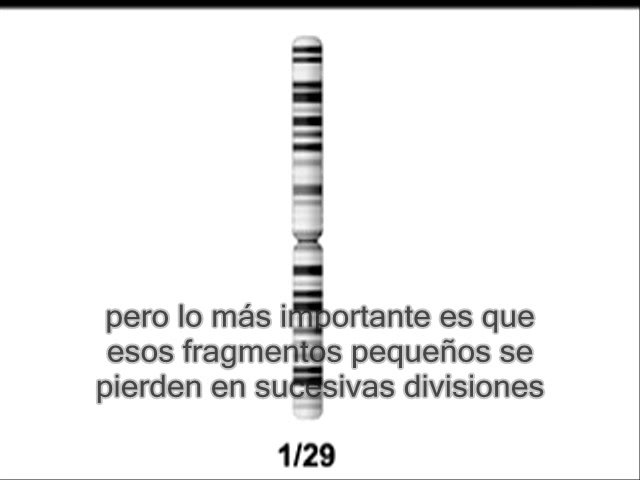 pero lo más importante es que
esos fragmentos pequeños se
pierden en sucesivas divisiones
1/29